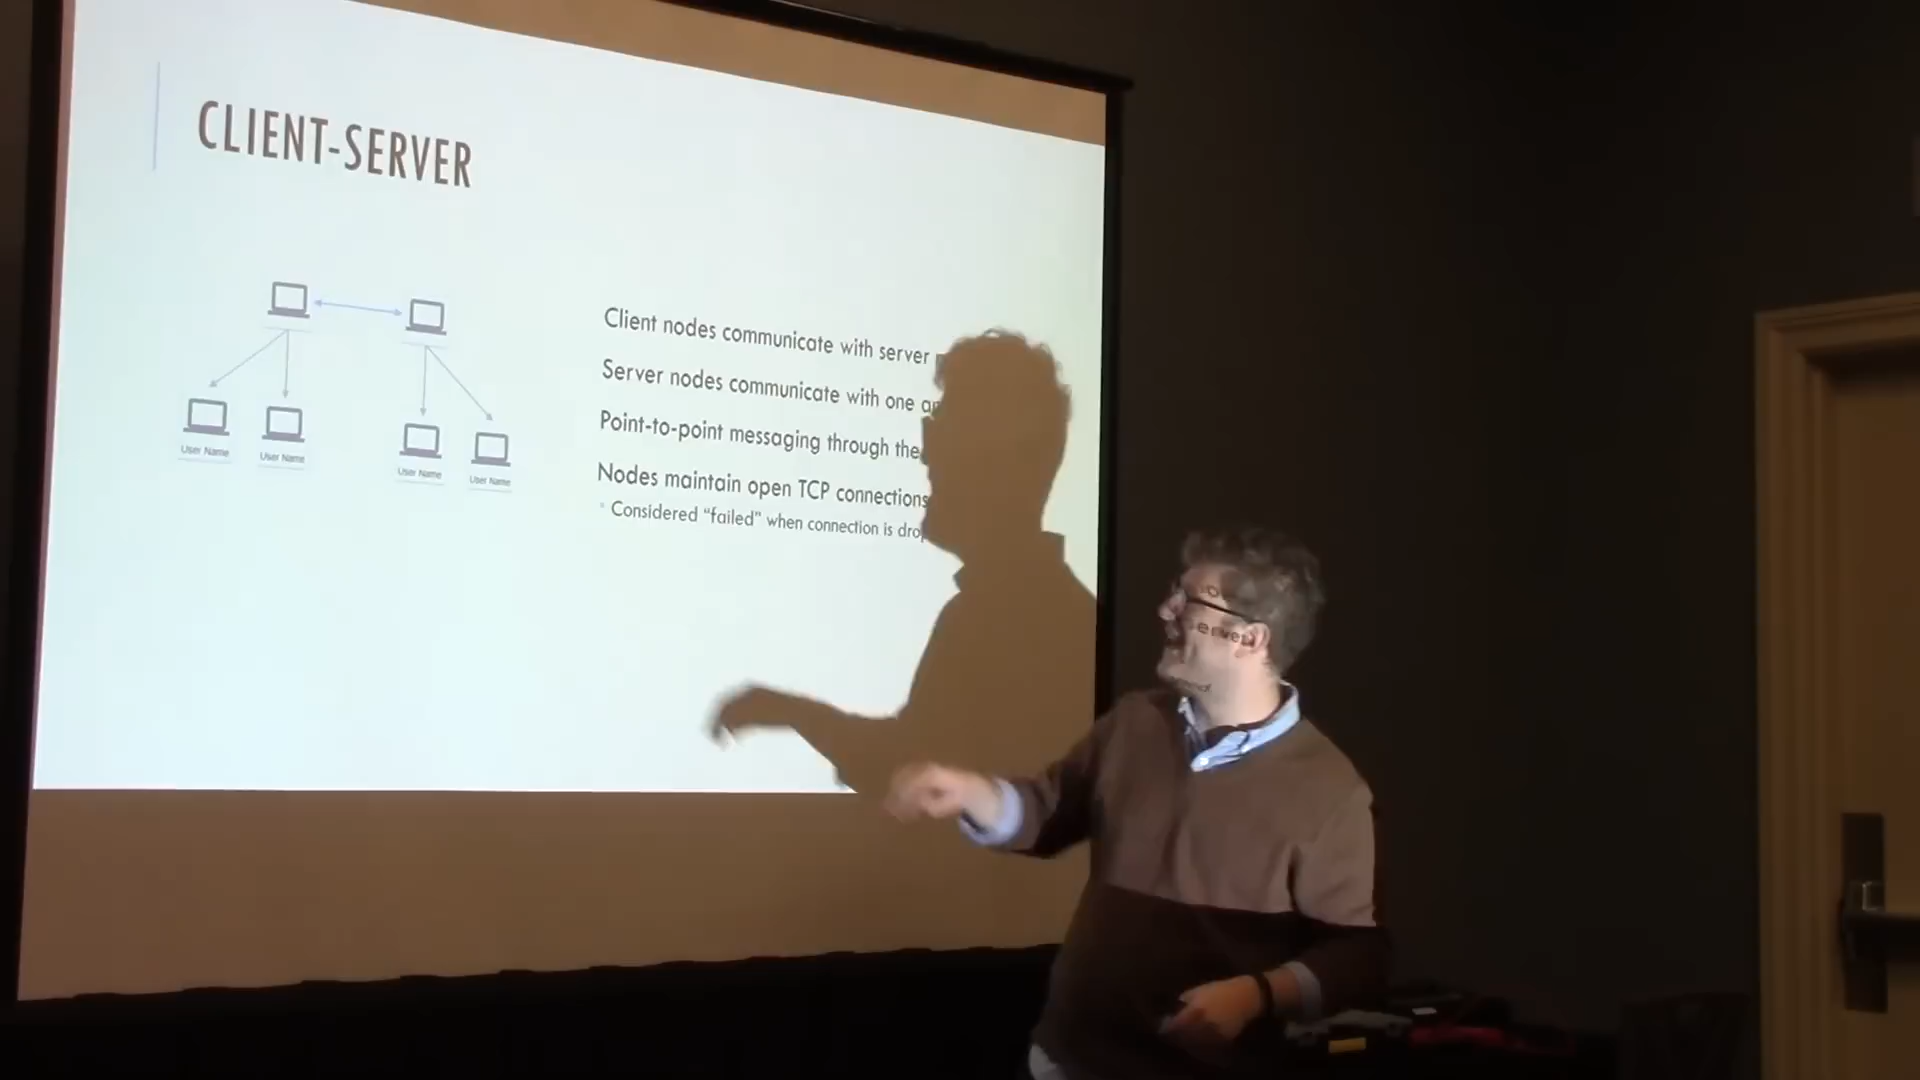 CLIENT-SERVER
Client nodes communicate with server
Server nodes communicate with one
Point-to-point messaging through the
Nodes maintain open TCP connections
Considered "failed" when connection is
User Name
User Name
User Name
User Name